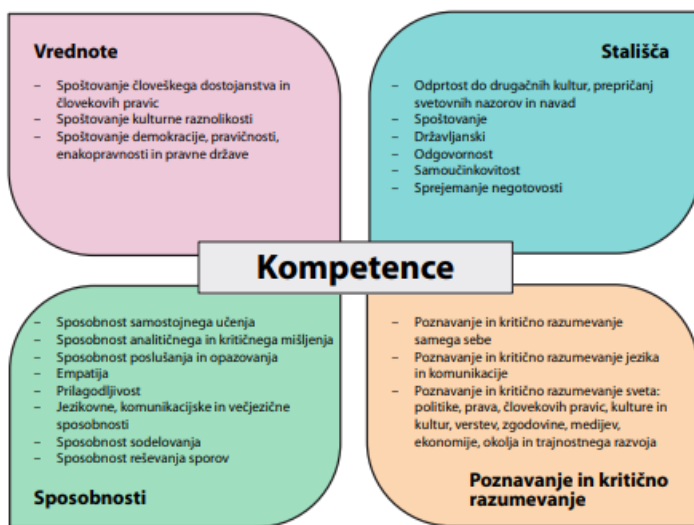 Vrednote
– Spoštovanje človeškega dostojanstva in
človekovih pravic
– Spoštovanje kulturne raznolikosti
– Spoštovanje demokracije, pravičnosti,
enakopravnosti in pravne države
Stališča
– Odprtost do drugačnih kultur, prepričanj
svetovnih nazorov in navad
– Spoštovanje
– Državljanski
– Odgovornost
– Samoučinkovitost
– Sprejemanje negotovosti
Kompetence
– Sposobnost samostojnega učenja
– Sposobnost analitičnega in kritičnega mišljenja
– Sposobnost poslušanja in opazovanja
– Empatija
– Prilagodljivost
– Jezikovne, komunikacijske in večjezične
sposobnosti
– Sposobnost sodelovanja
– Sposobnost reševanja sporov
Sposobnosti
– Poznavanje in kritično razumevanje
samega sebe
– Poznavanje in kritično razumevanje jezika
in komunikacije
– Poznavanje in kritično razumevanje sveta:
politike, prava, človekovih pravic, kulture in
kultur, verstev, zgodovine, medijev,
ekonomije, okolja in trajnostnega razvoja
Poznavanje in kritično
razumevanje